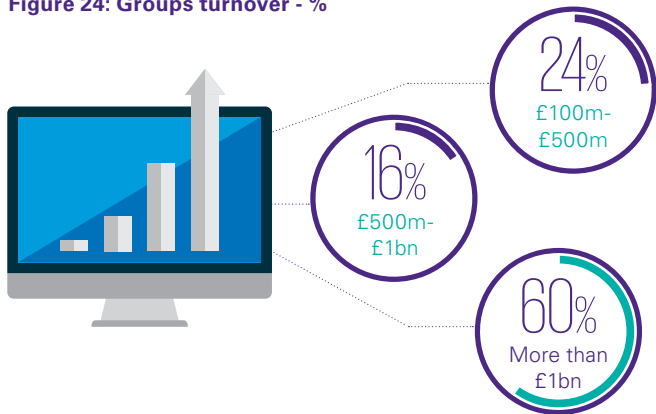 Figure 24: Groups turnover - %
24%
£100m-
£500m
16%
£500m-
£1bn
60%
More than
£1bn